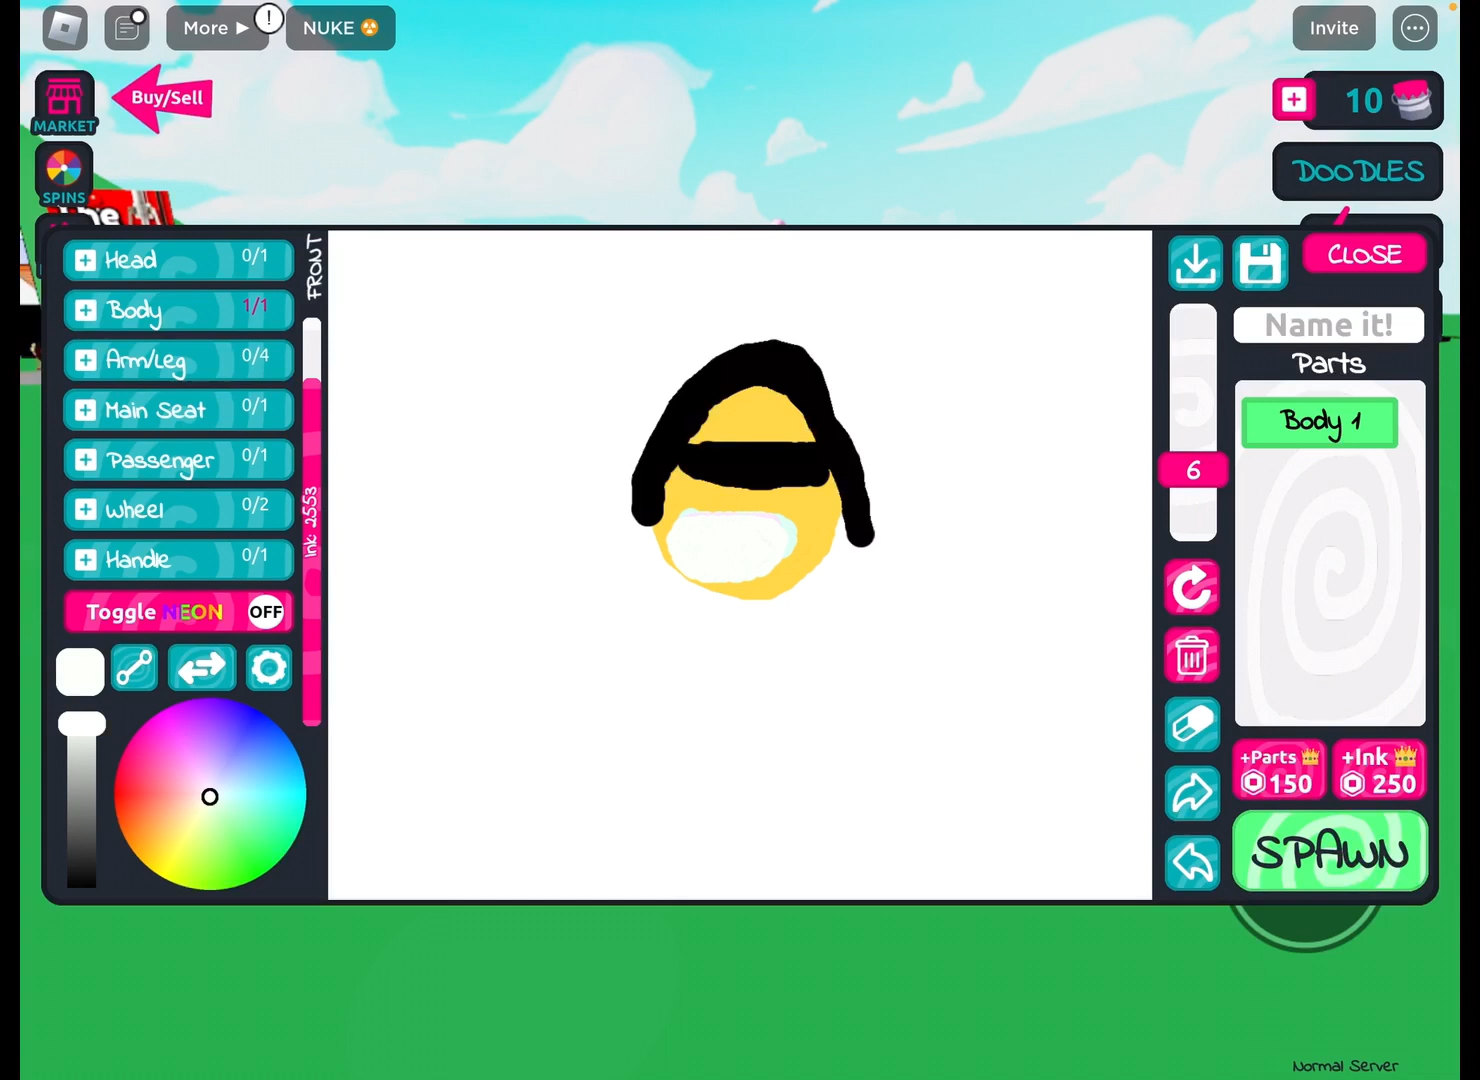 More ▶ ! NUKE ☢
Invite
Buy/Sell
MARKET
10
SPINS
DOODLES
The
Head 0/1
Body 1/1
Arm/Leg 0/4
Main Seat 0/1
Passenger 0/1
Wheel 0/2
Handle 0/1
Toggle NEON OFF
FRONT
Ink: 2553
CLOSE
Name it!
Parts
Body 1
6
+Parts
150
+Ink
250
SPAWN
Normal Server